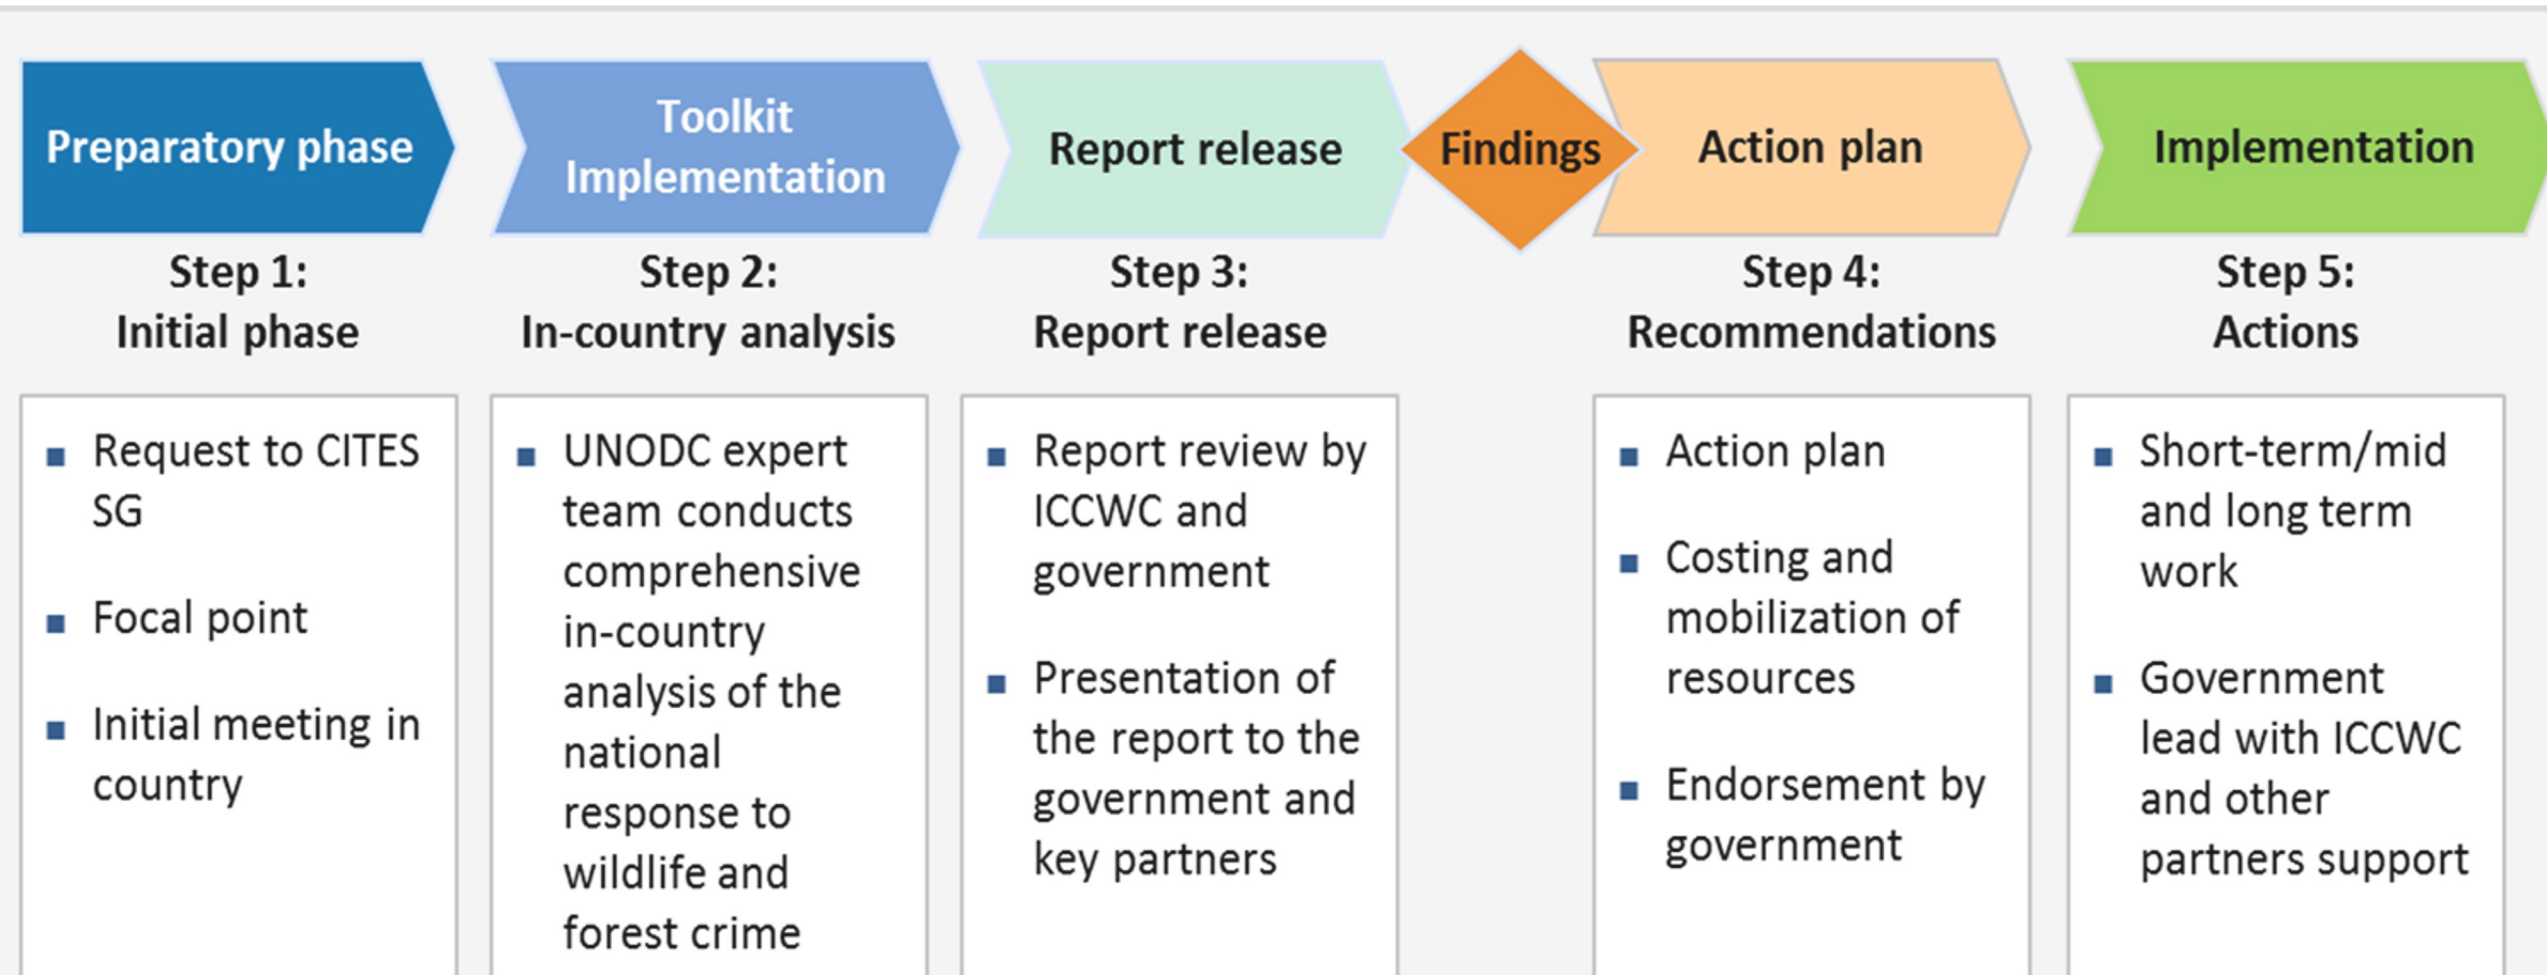 Preparatory phase
Toolkit
Implementation
Report release
Findings
Action plan
Implementation
Step 1:
Initial phase
Step 2:
In-country analysis
Step 3:
Report release
Step 4:
Recommendations
Step 5:
Actions
Request to CITES
SG
Focal point
Initial meeting in
country
UNODC expert
team conducts
comprehensive
in-country
analysis of the
national
response to
wildlife and
forest crime
Report review by
ICCWC and
government
Presentation of
the report to the
government and
key partners
Action plan
Costing and
mobilization of
resources
Endorsement by
government
Short-term/mid
and long term
work
Government
lead with ICCWC
and other
partners support